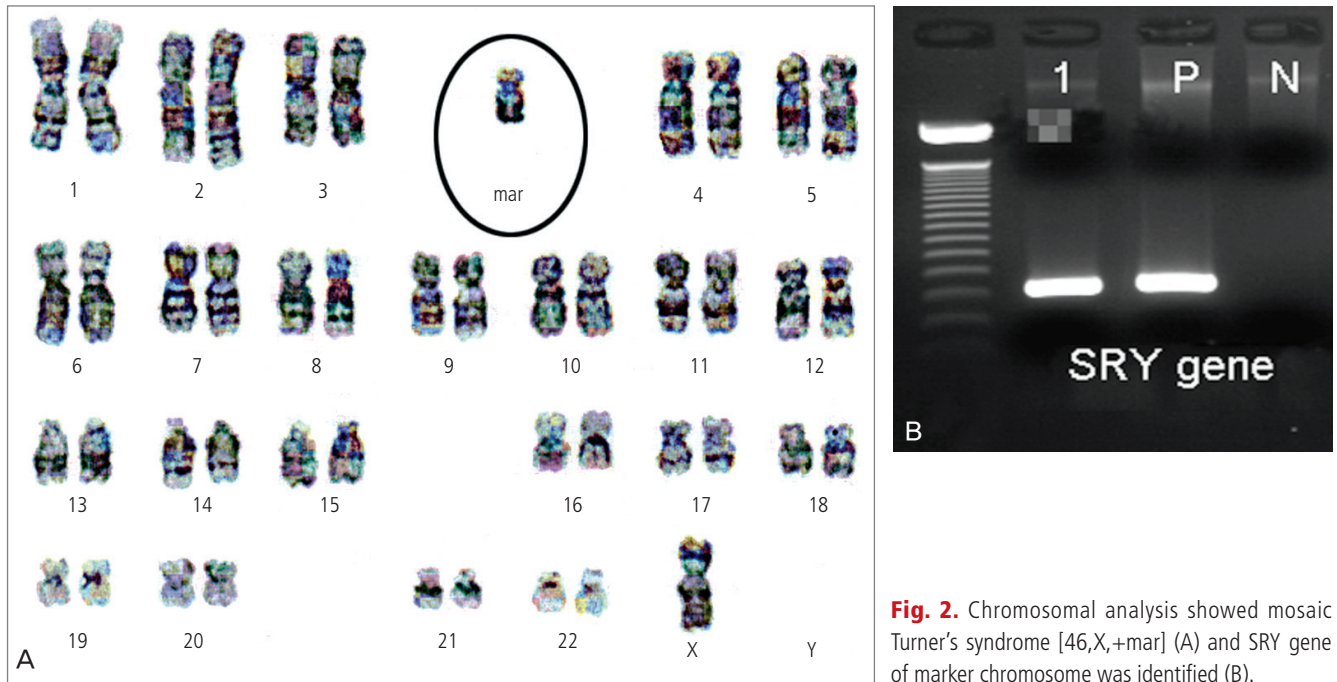 1 2 3 mar 4 5
6 7 8 9 10 11 12
13 14 15 16 17 18
19 20 21 22 X Y
A
1 P N
SRY gene
B
Fig. 2. Chromosomal analysis showed mosaic
Turner's syndrome [46,X,+mar] (A) and SRY gene
of marker chromosome was identified (B).